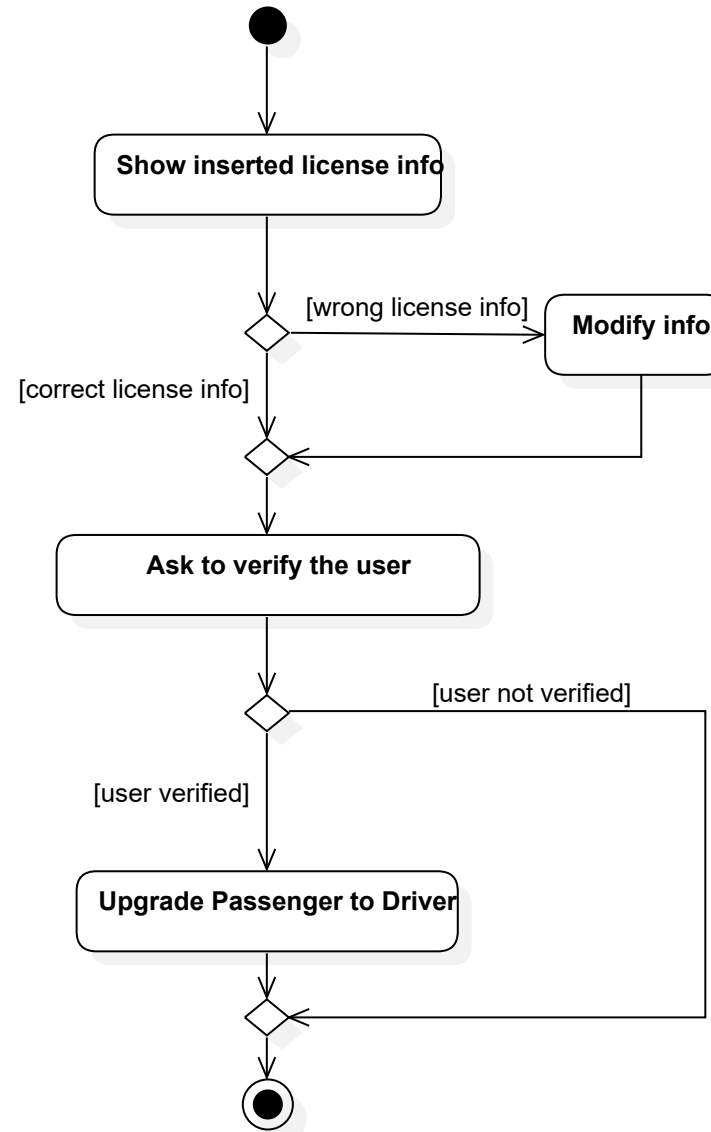 Show inserted license info
[wrong license info]
Modify info
[correct license info]
Ask to verify the user
[user not verified]
[user verified]
Upgrade Passenger to Driver